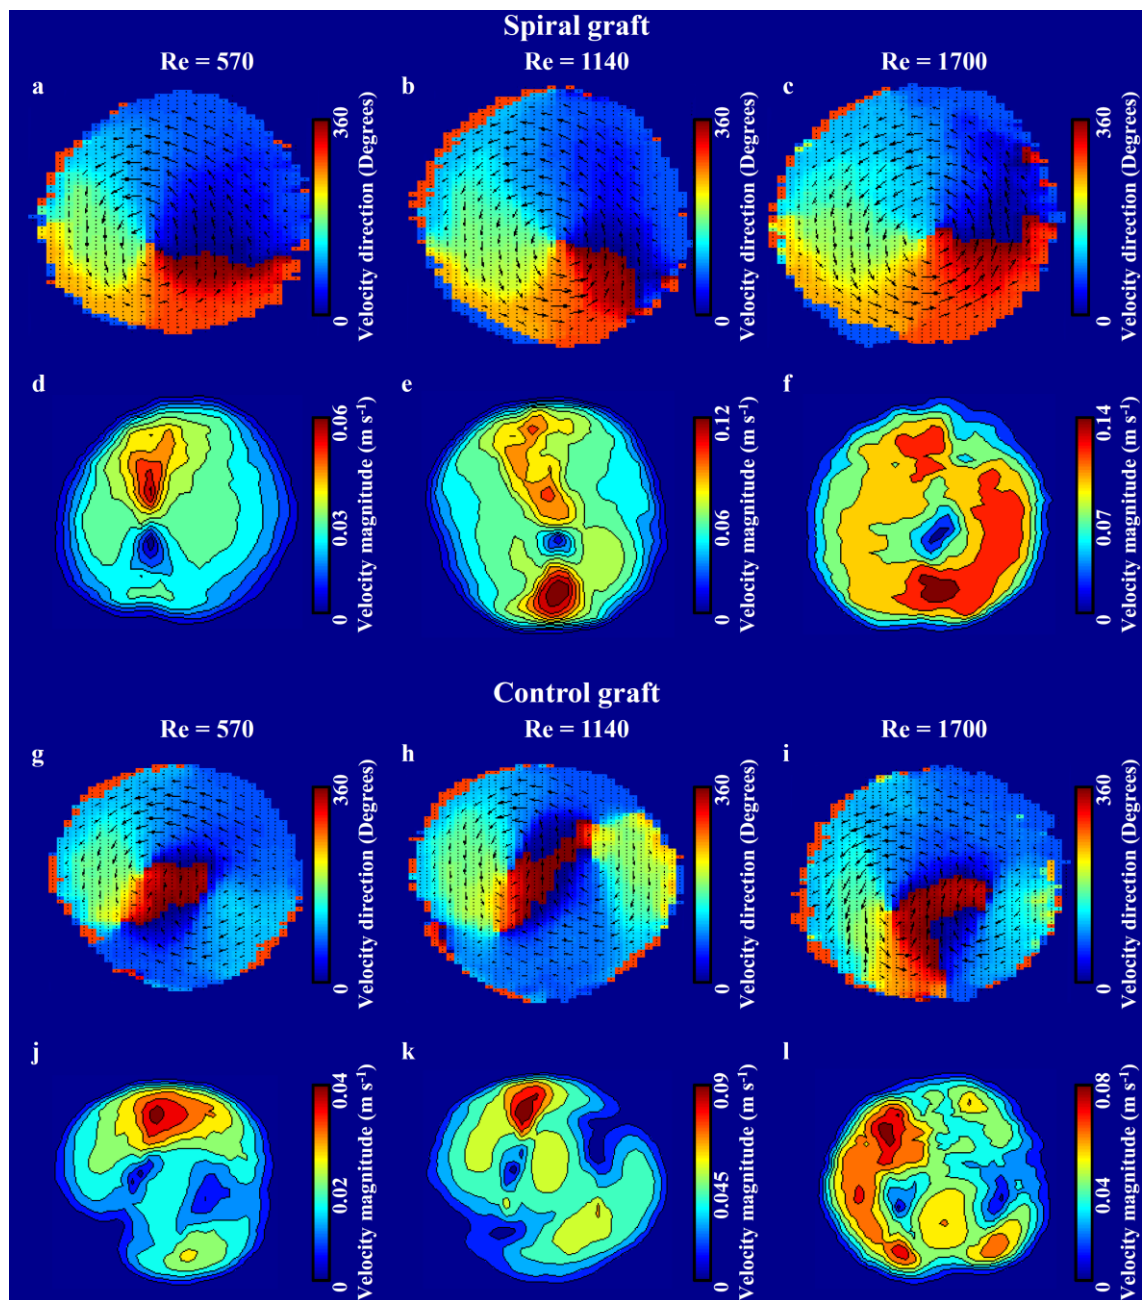 Spiral graft
Re = 570
Re = 1140
Re = 1700
a
0
360
Velocity direction (Degrees)
b
0
360
Velocity direction (Degrees)
c
0
360
Velocity direction (Degrees)
d
0
0.03
0.06
Velocity magnitude (m s⁻¹)
e
0
0.06
0.12
Velocity magnitude (m s⁻¹)
f
0
0.07
0.14
Velocity magnitude (m s⁻¹)
Control graft
Re = 570
Re = 1140
Re = 1700
g
0
360
Velocity direction (Degrees)
h
0
360
Velocity direction (Degrees)
i
0
360
Velocity direction (Degrees)
j
0
0.02
0.04
Velocity magnitude (m s⁻¹)
k
0
0.045
0.09
Velocity magnitude (m s⁻¹)
l
0
0.04
0.08
Velocity magnitude (m s⁻¹)